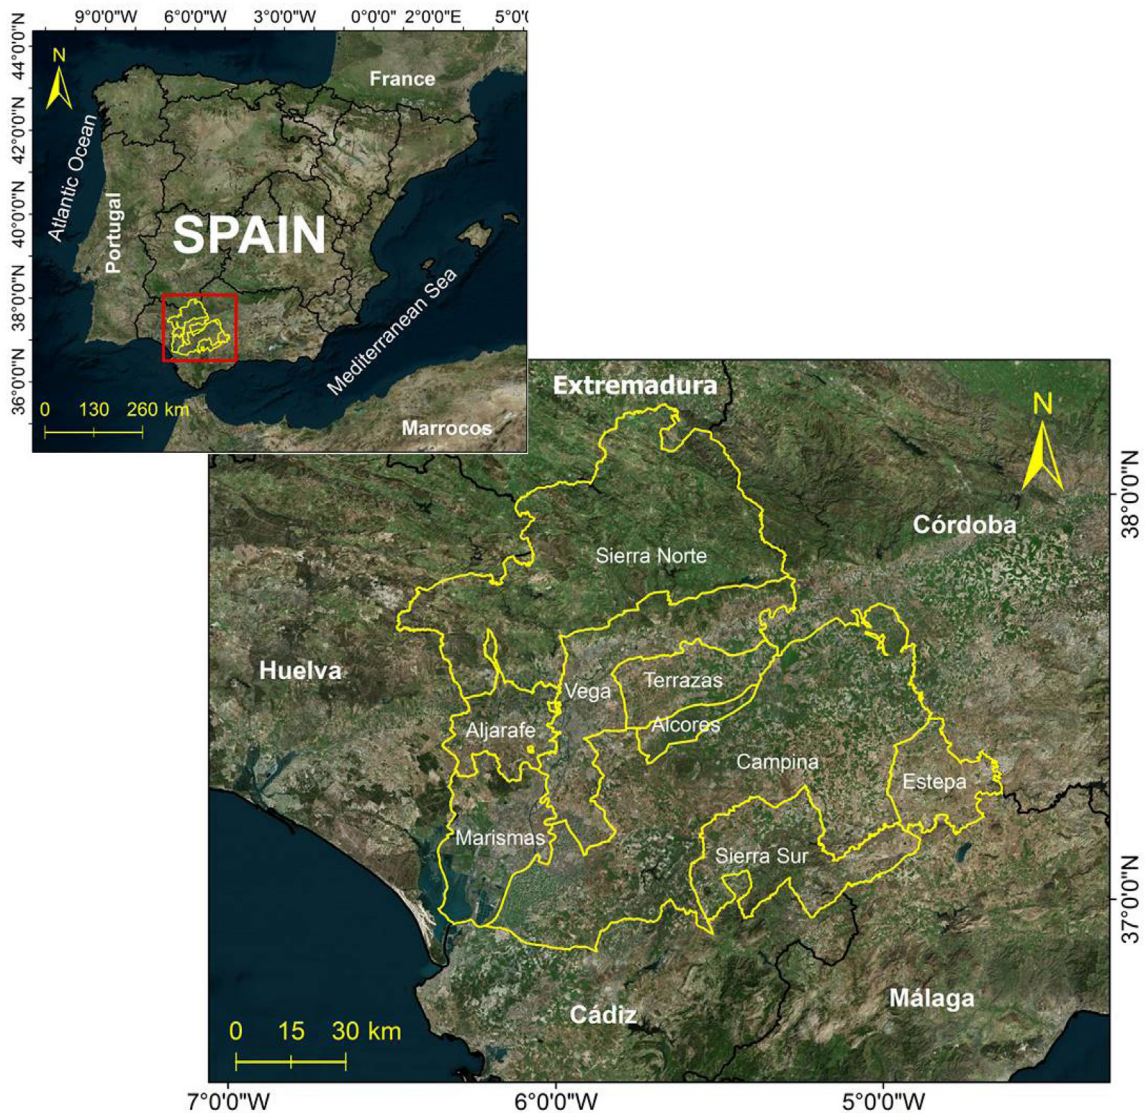 9°0'0"W 6°0'0"W 3°0'0"W 0°0'0" 2°0'0"E 5°0'0
44°0'0"N
42°0'0"N
40°0'0"N
38°0'0"N
36°0'0"N
N
France
Atlantic Ocean
Portugal
SPAIN
Mediterranean Sea
0 130 260 km
Marrocos
Extremadura
N
38°0'0"N
Córdoba
Sierra Norte
Huelva
Vega
Terrazas
Aljarafe
Alcores
Campina
Estepa
Marismas
Sierra Sur
37°0'0"N
Málaga
Cádiz
0 15 30 km
7°0'0"W 6°0'0"W 5°0'0"W